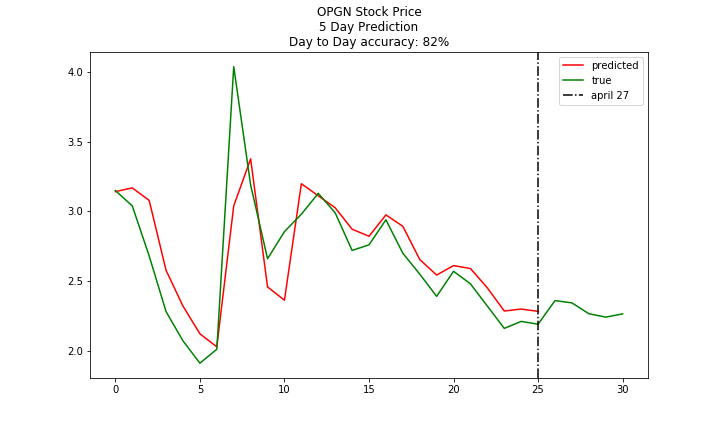 OPGN Stock Price
5 Day Prediction
Day to Day accuracy: 82%
predicted
true
april 27
4.0
3.5
3.0
2.5
2.0
0 5 10 15 20 25 30